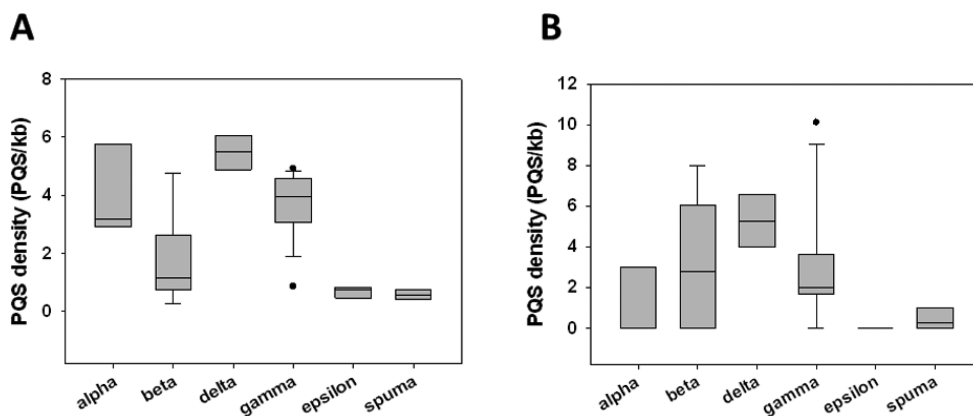 A
PQS density (PQS/kb)
8
6
4
2
0
alpha
beta
delta
gamma
epsilon
spuma
B
PQS density (PQS/kb)
12
10
8
6
4
2
0
alpha
beta
delta
gamma
epsilon
spuma